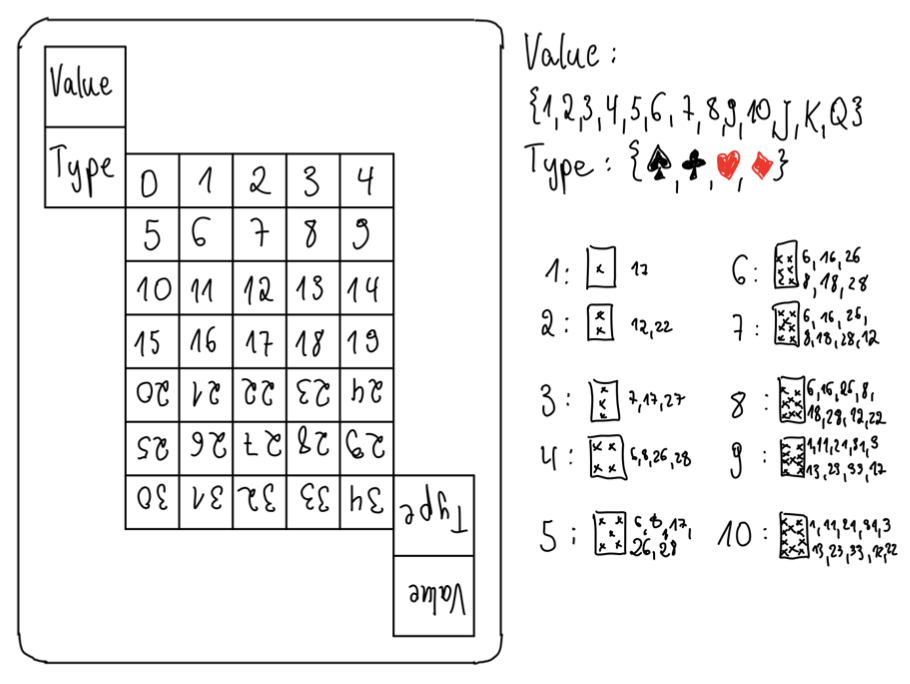 Value
Type
0 1 2 3 4
5 6 7 8 9
10 11 12 13 14
15 16 17 18 19
20 21 22 23 24
25 26 27 28 29
30 31 32 33 34
Type
Value
Value:
{1,2,3,4,5,6,7,8,9,10,J,K,Q}
Type: {♠,♣,♥,♦}
1: 17
2: 12,22
3: 7,17,27
4: 6,8,26,28
5: 6,8,17,
26,28
6: 6,16,26
8,18,28
7: 6,16,26,
8,18,28,12
8: 6,16,26,8,
18,28,12,22
9: 1,11,21,31,3
13,23,33,17
10: 1,11,21,31,3
13,23,33,12,22